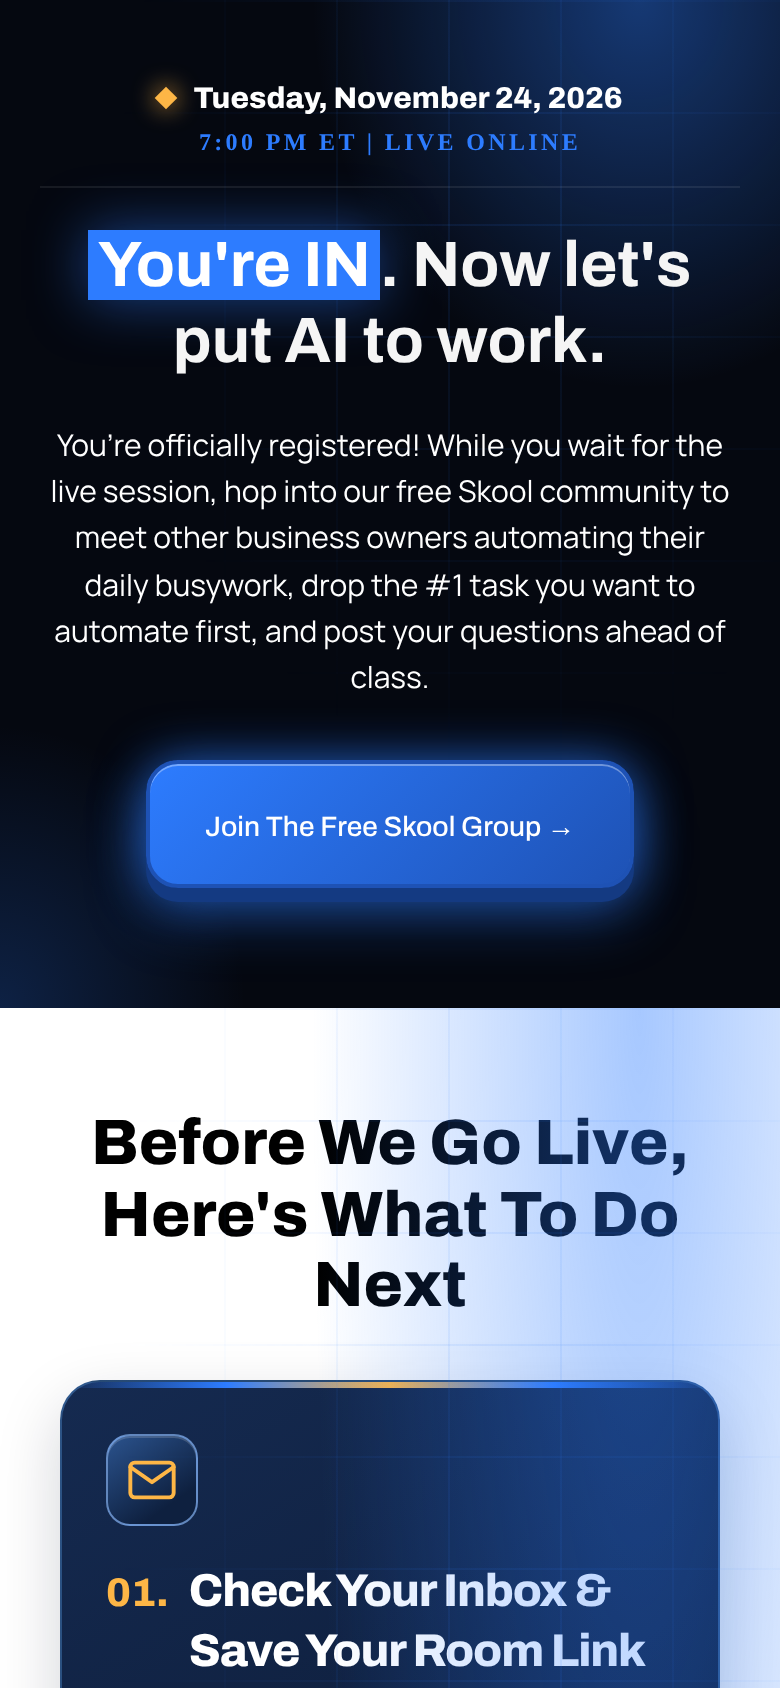 Tuesday, November 24, 2026
7:00 PM ET | LIVE ONLINE
You're IN. Now let's
put AI to work.
You’re officially registered! While you wait for the
live session, hop into our free Skool community to
meet other business owners automating their
daily busywork, drop the #1 task you want to
automate first, and post your questions ahead of
class.
Join The Free Skool Group →
Before We Go Live,
Here's What To Do
Next
01. Check Your Inbox &
Save Your Room Link